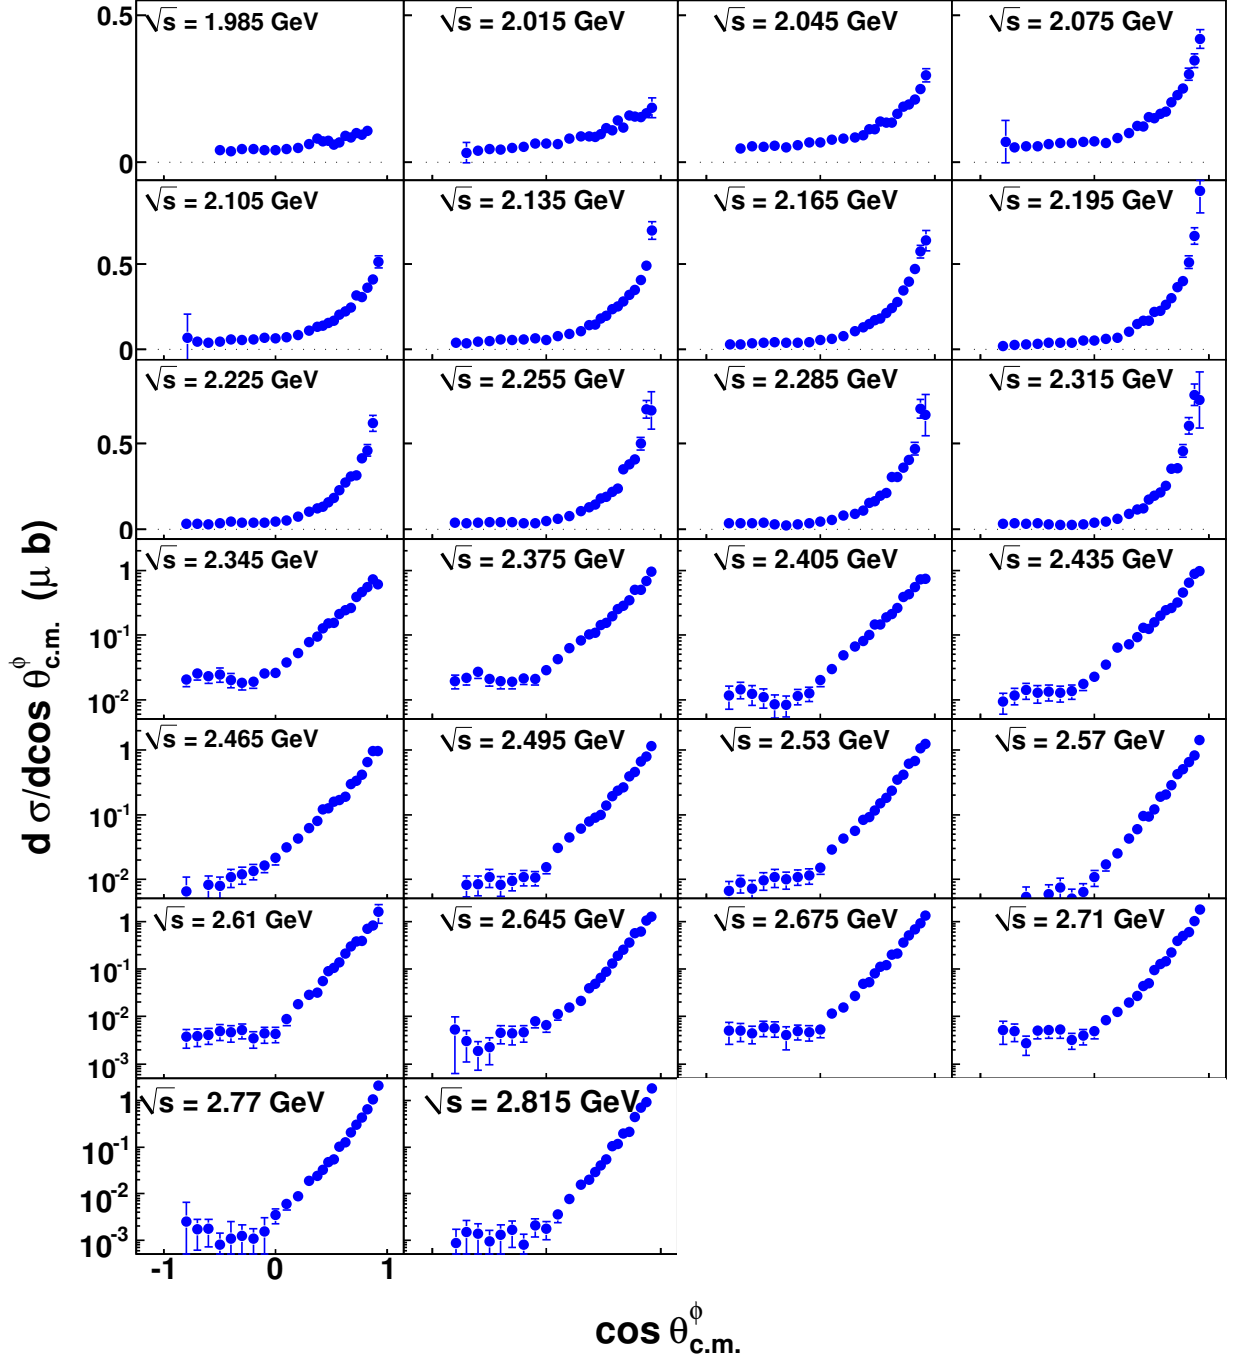 0.5 √s = 1.985 GeV √s = 2.015 GeV √s = 2.045 GeV √s = 2.075 GeV
0
√s = 2.105 GeV √s = 2.135 GeV √s = 2.165 GeV √s = 2.195 GeV
0.5
0
√s = 2.225 GeV √s = 2.255 GeV √s = 2.285 GeV √s = 2.315 GeV
0.5
0
√s = 2.345 GeV √s = 2.375 GeV √s = 2.405 GeV √s = 2.435 GeV
1
10⁻¹
10⁻²
√s = 2.465 GeV √s = 2.495 GeV √s = 2.53 GeV √s = 2.57 GeV
1
10⁻¹
10⁻²
√s = 2.61 GeV √s = 2.645 GeV √s = 2.675 GeV √s = 2.71 GeV
1
10⁻¹
10⁻²
10⁻³
√s = 2.77 GeV √s = 2.815 GeV
1
10⁻¹
10⁻²
10⁻³
-1 0 1
d σ/dcos θ^ϕ_c.m. (μ b)
cos θ^ϕ_c.m.